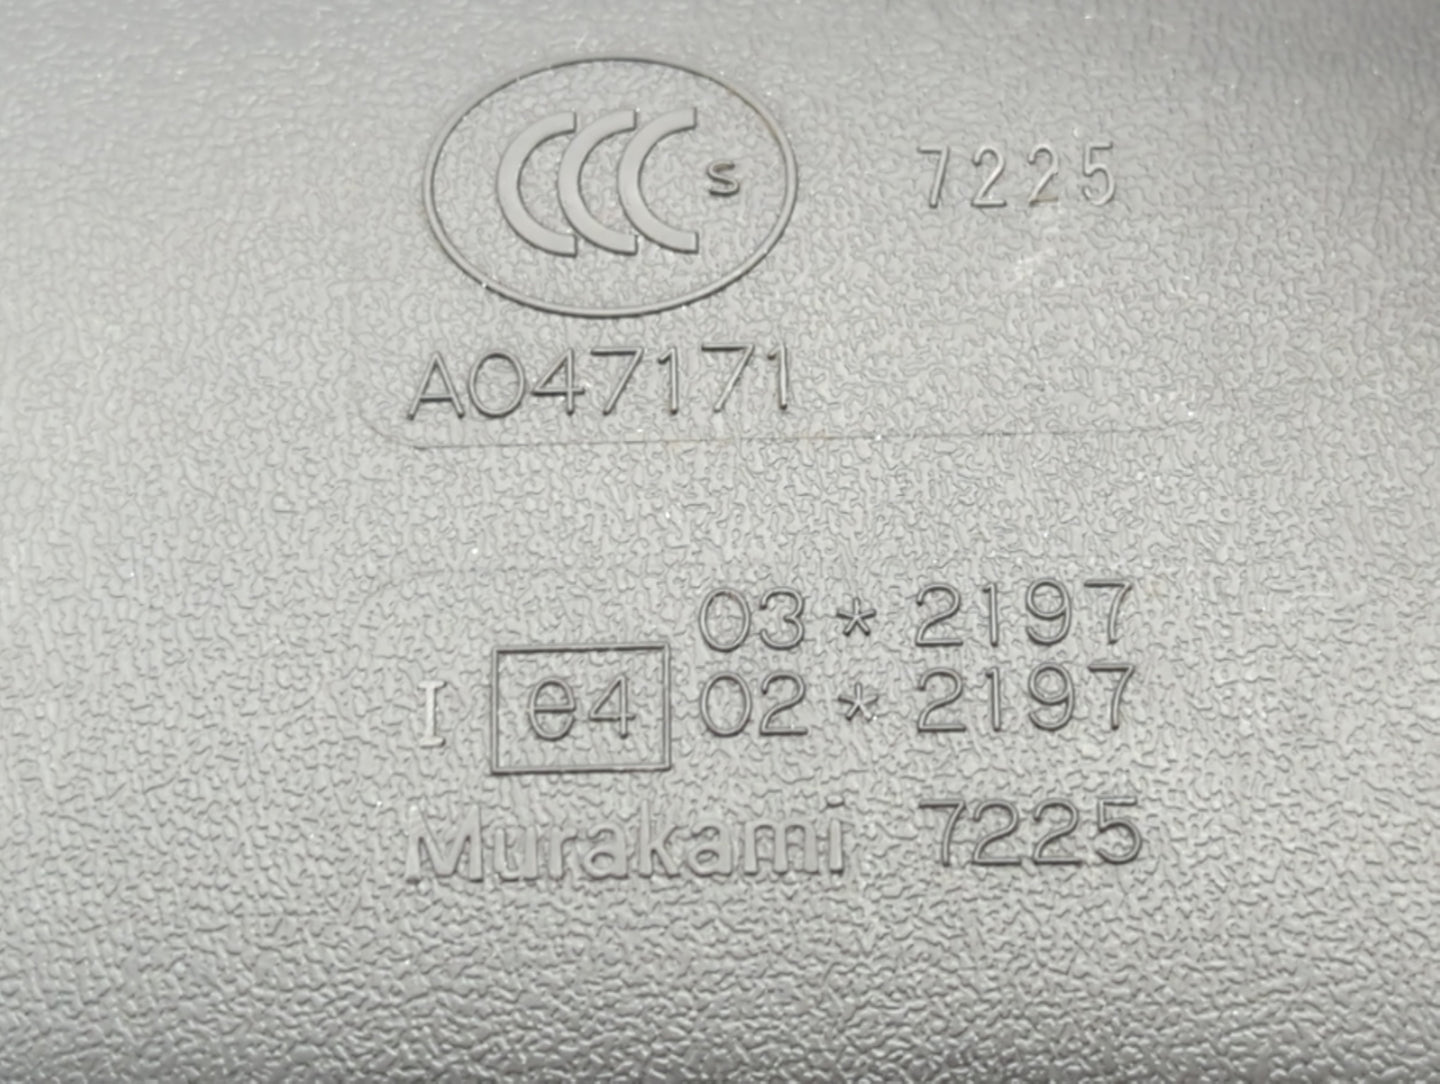 CCC S 7225
A047171
03 * 2197
I e4 02 * 2197
Murakami 7225